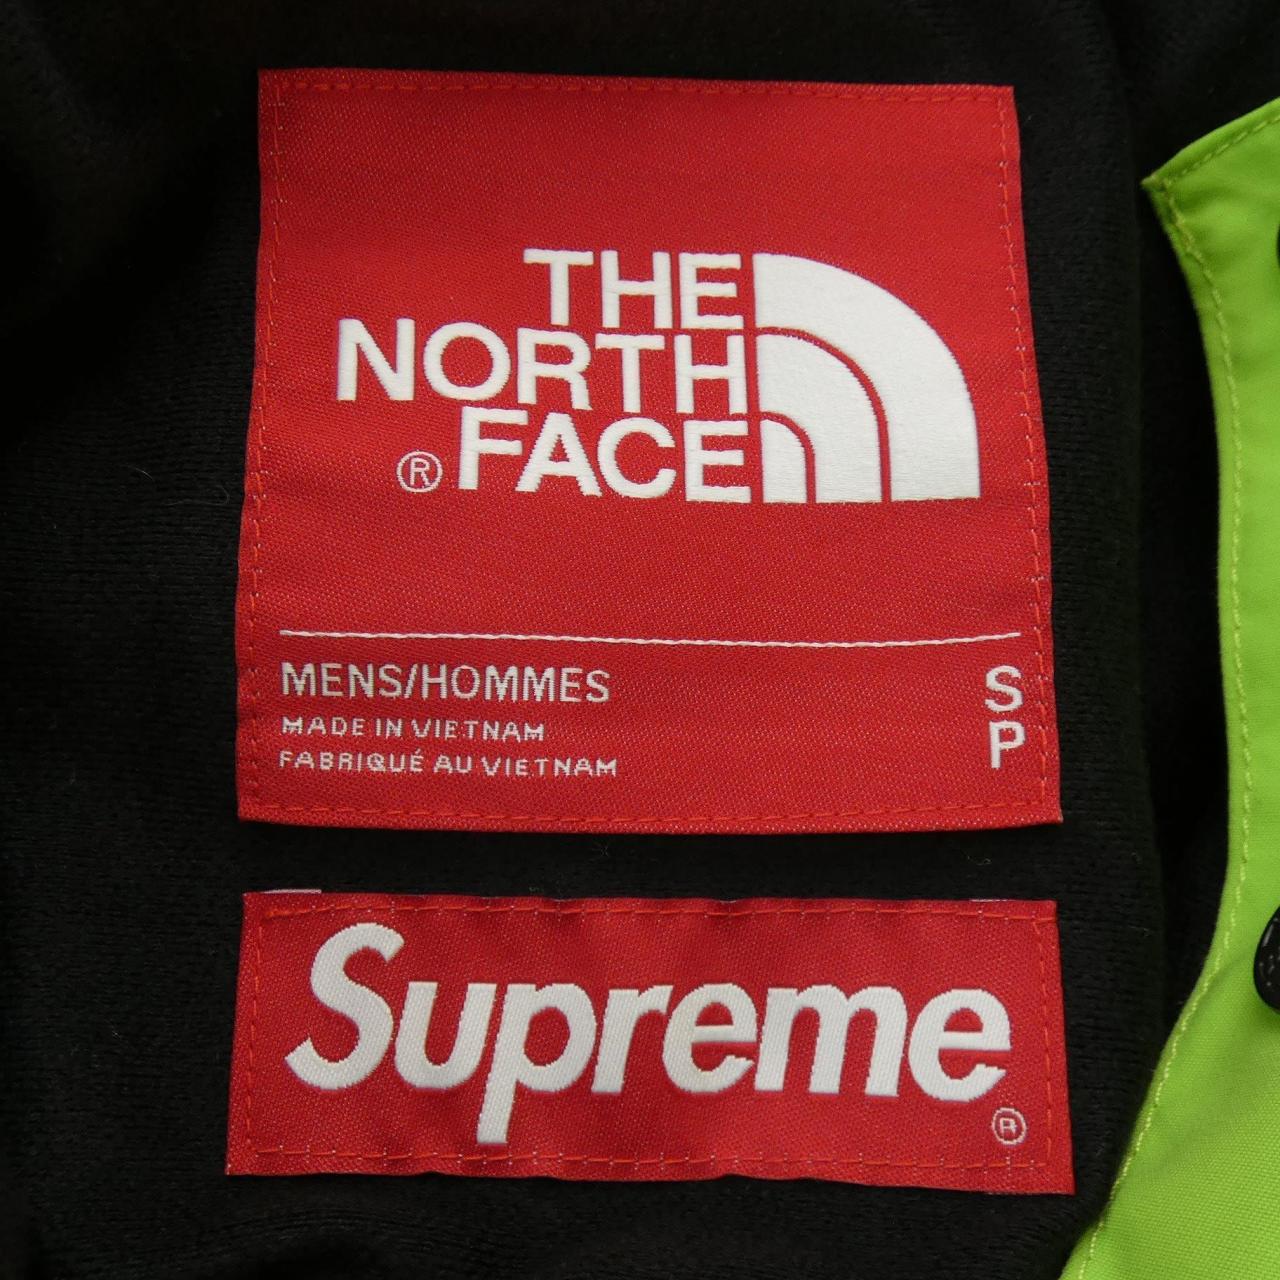 THE
NORTH
® FACE
MENS/HOMMES S
MADE IN VIETNAM P
FABRIQUÉ AU VIETNAM
Supreme
®